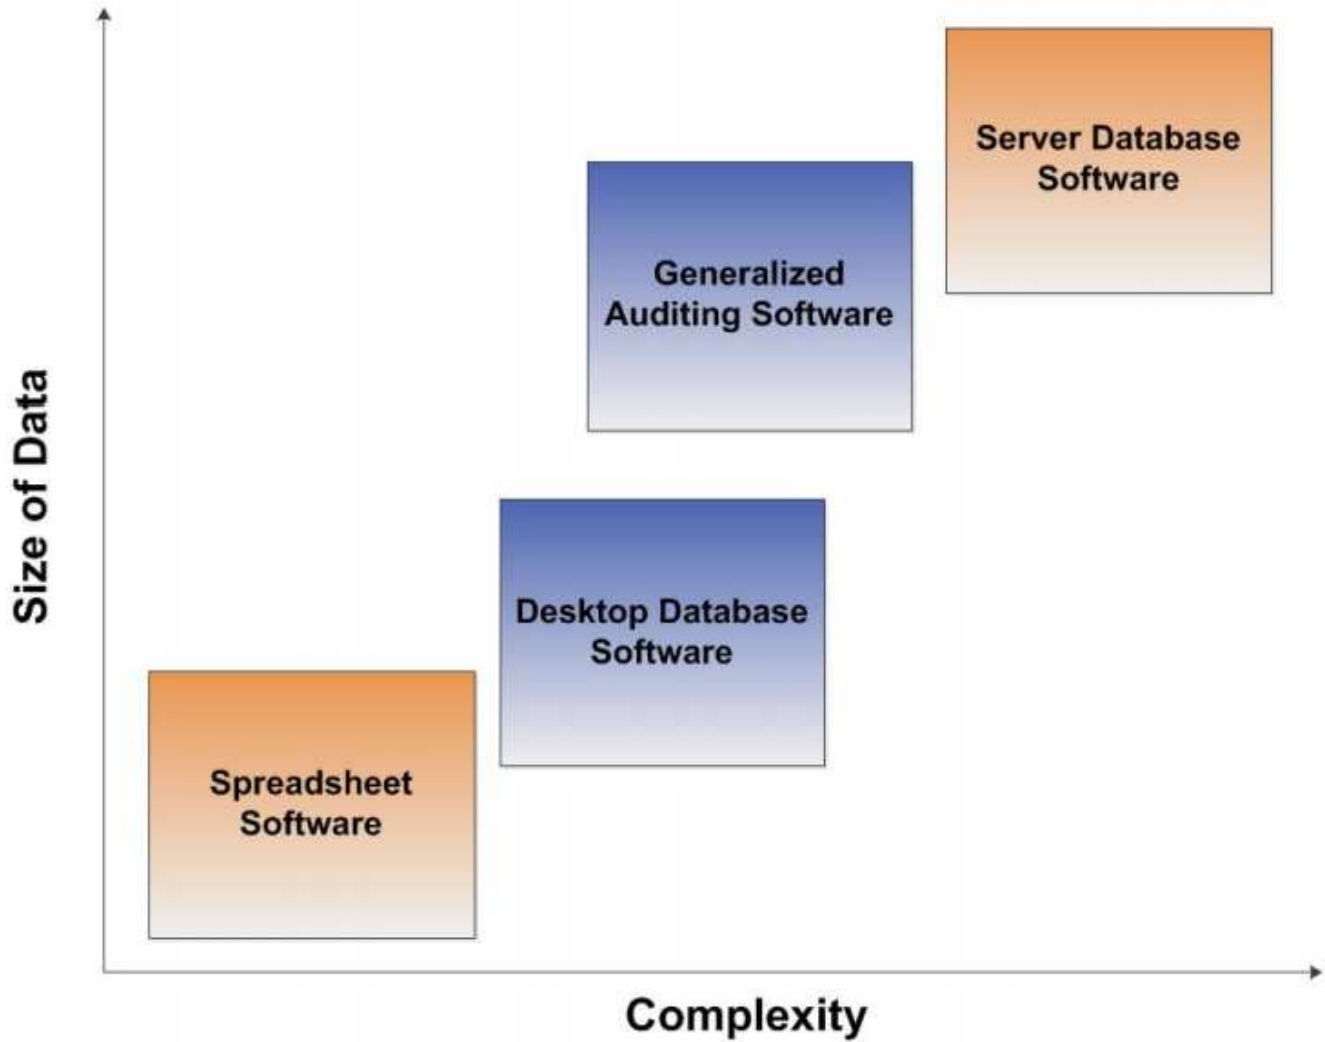 Server Database
Software
Generalized
Auditing Software
Size of Data
Desktop Database
Software
Spreadsheet
Software
Complexity